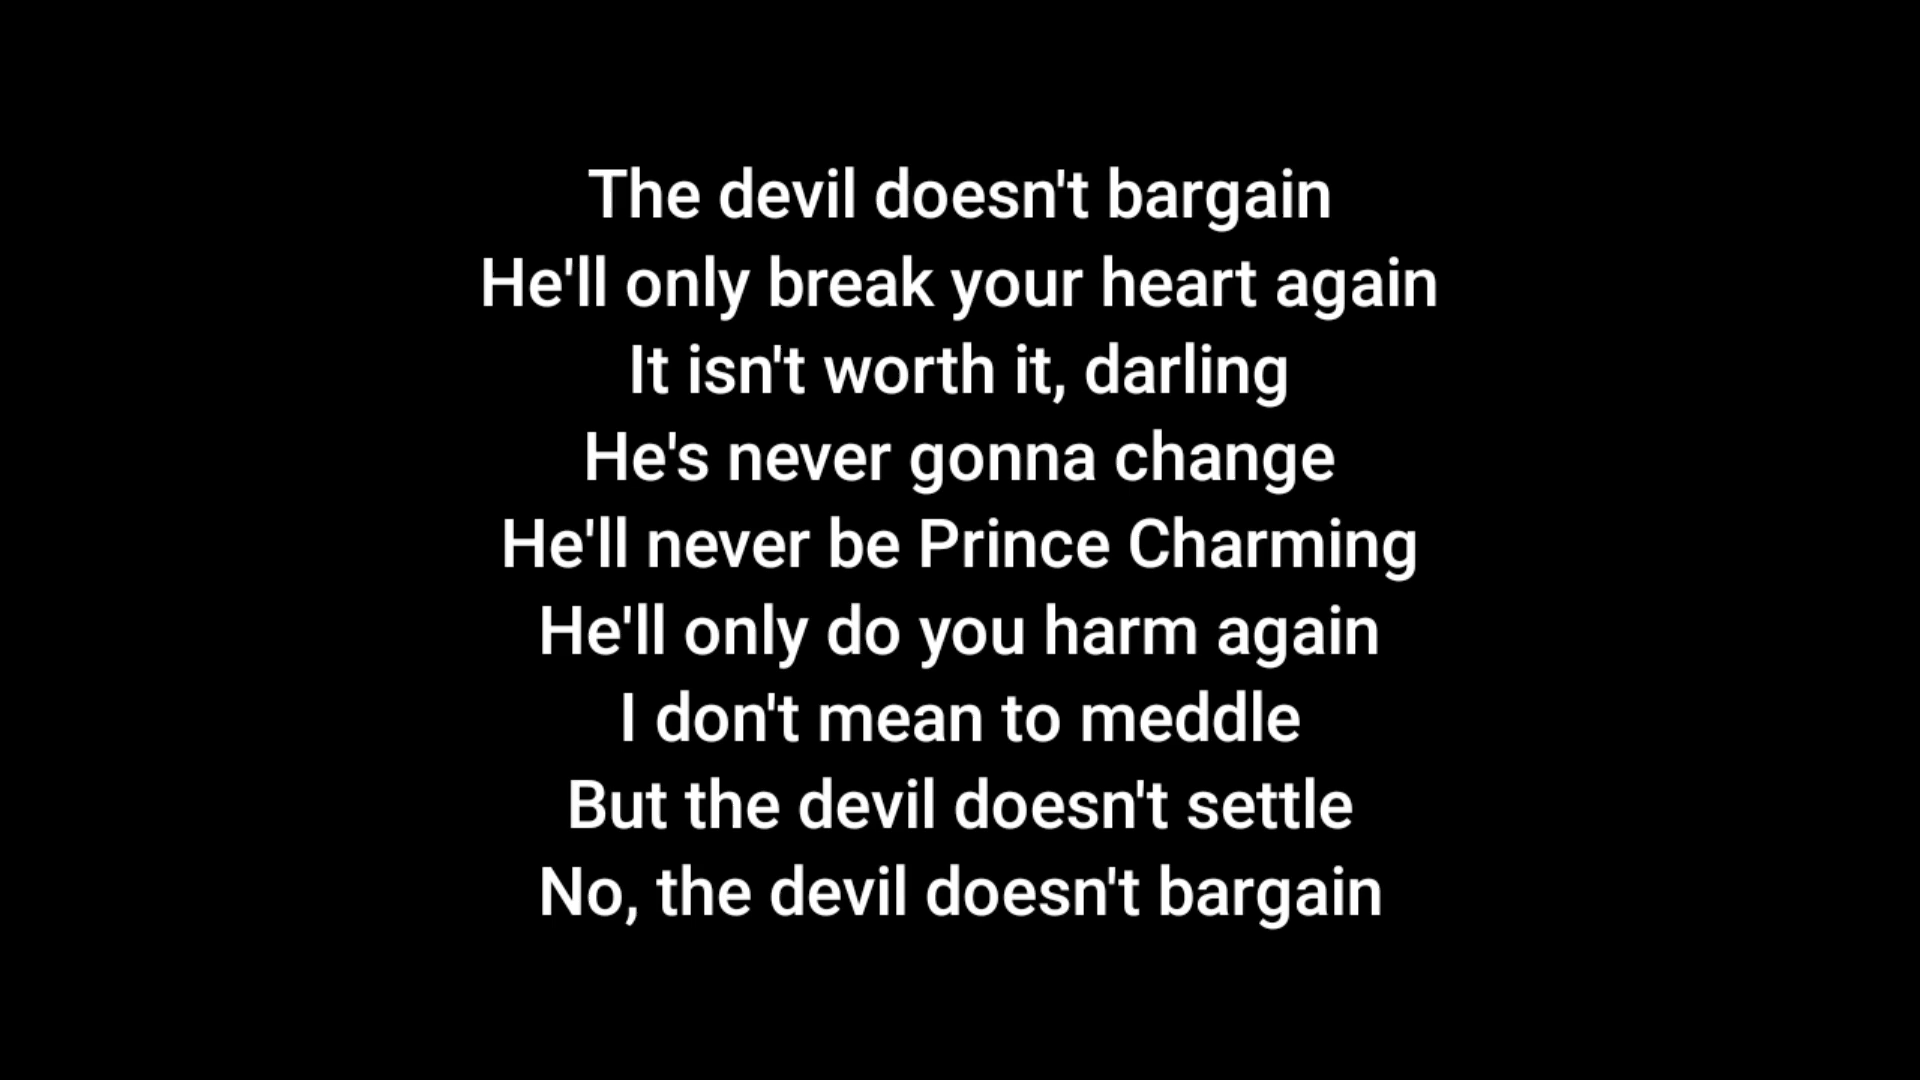 The devil doesn't bargain
He'll only break your heart again
It isn't worth it, darling
He's never gonna change
He'll never be Prince Charming
He'll only do you harm again
I don't mean to meddle
But the devil doesn't settle
No, the devil doesn't bargain